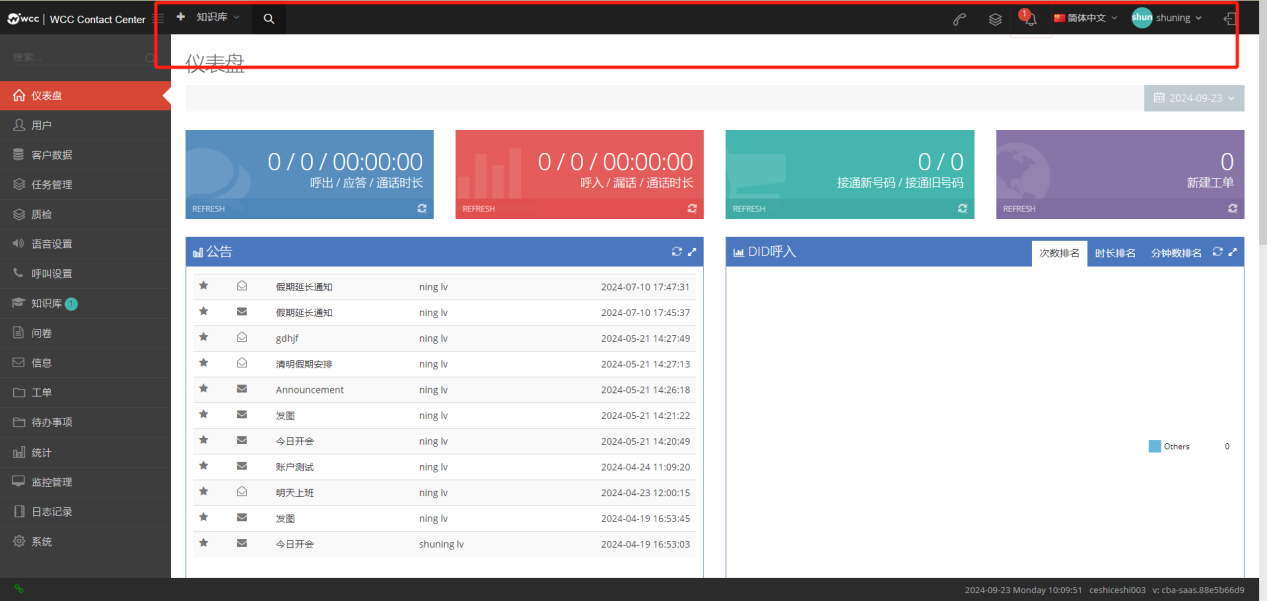 wcc | WCC Contact Center
知识库
1
简体中文
shun shuning
搜索...
仪表盘
2024-09-23
仪表盘
用户
客户数据
任务管理
质检
语音设置
呼叫设置
知识库 1
问卷
信息
工单
待办事项
统计
监控管理
日志记录
系统
0 / 0 / 00:00:00
呼出 / 应答 / 通话时长
REFRESH
0 / 0 / 00:00:00
呼入 / 漏话 / 通话时长
REFRESH
0 / 0
接通新号码 / 接通旧号码
REFRESH
0
新建工单
REFRESH
公告
假期延长通知 ning lv 2024-07-10 17:47:31
假期延长通知 ning lv 2024-07-10 17:45:37
gdhjf ning lv 2024-05-21 14:27:49
清明假期安排 ning lv 2024-05-21 14:27:13
Announcement ning lv 2024-05-21 14:26:18
发图 ning lv 2024-05-21 14:21:22
今日开会 ning lv 2024-05-21 14:20:49
账户测试 ning lv 2024-04-24 11:09:20
明天上班 ning lv 2024-04-23 12:00:15
发图 ning lv 2024-04-19 16:53:45
今日开会 shuning lv 2024-04-19 16:53:03
DID呼入
次数排名 时长排名 分钟数排名
Others 0
2024-09-23 Monday 10:09:51 ceshiceshi003 v: cba-saas.88e5b66d9